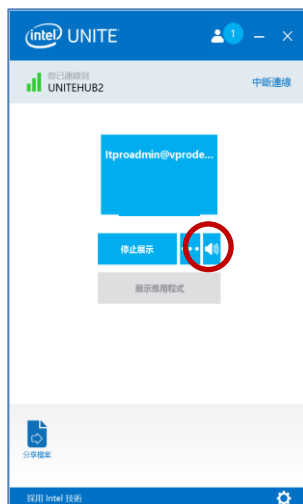 intel UNITE 1
您已連線到
UNITEHUB2 中斷連線
ltproadmin@vprode...
停止展示
展示應用程式
分享檔案
採用 Intel 技術